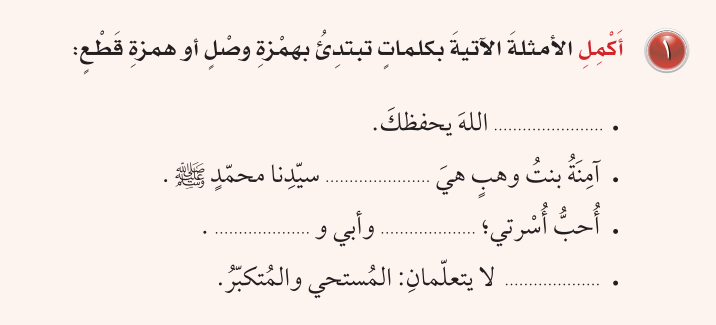 ١ أَكْمِلِ الأمثلةَ الآتيةَ بكلماتٍ تبتدِئُ بهمْزةِ وصْلٍ أو همزةِ قَطْعٍ:
• ....................... اللهَ يحفظكَ.
• آمِنَةُ بنتُ وهبٍ هيَ ...................... سيّدِنا محمّدٍ ﷺ .
• أُحبُّ أُسْرتي؛ .................... وأبي و .................... .
• .................... لا يتعلّمانِ: المُستحي والمُتكبّرُ.